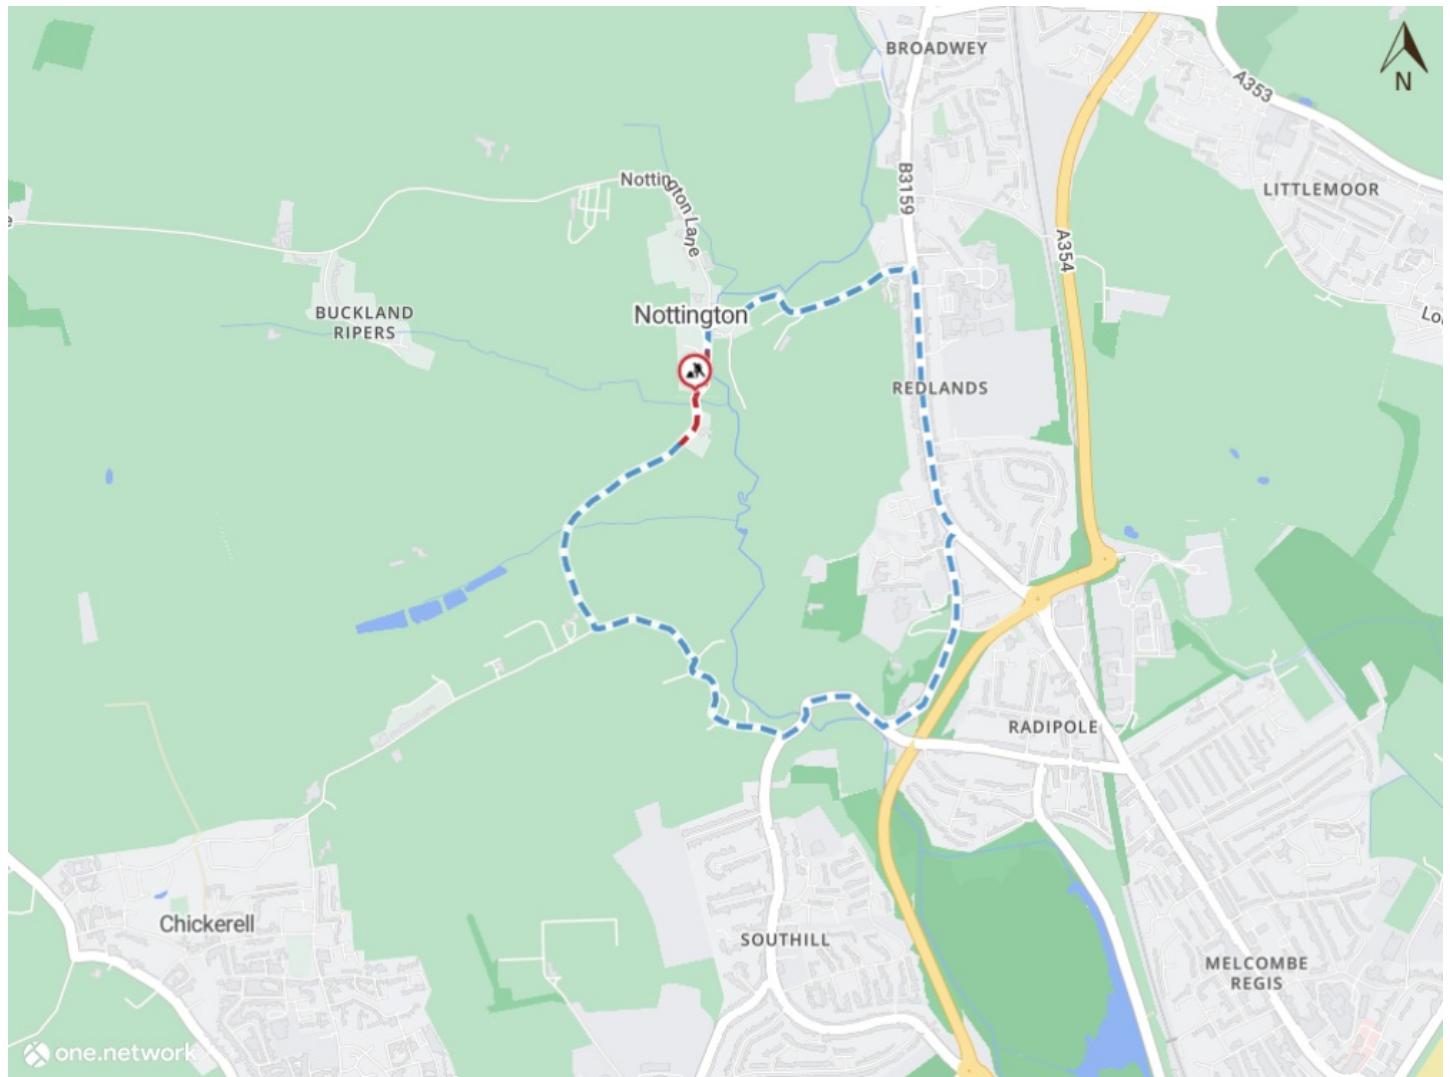 BROADWEY
N
A353
Nottington Lane
B3159
LITTLEMOOR
A354
BUCKLAND
RIPERS
Nottington
REDLANDS
RADIPOLE
Chickerell
SOUTHILL
MELCOMBE
REGIS
one.network